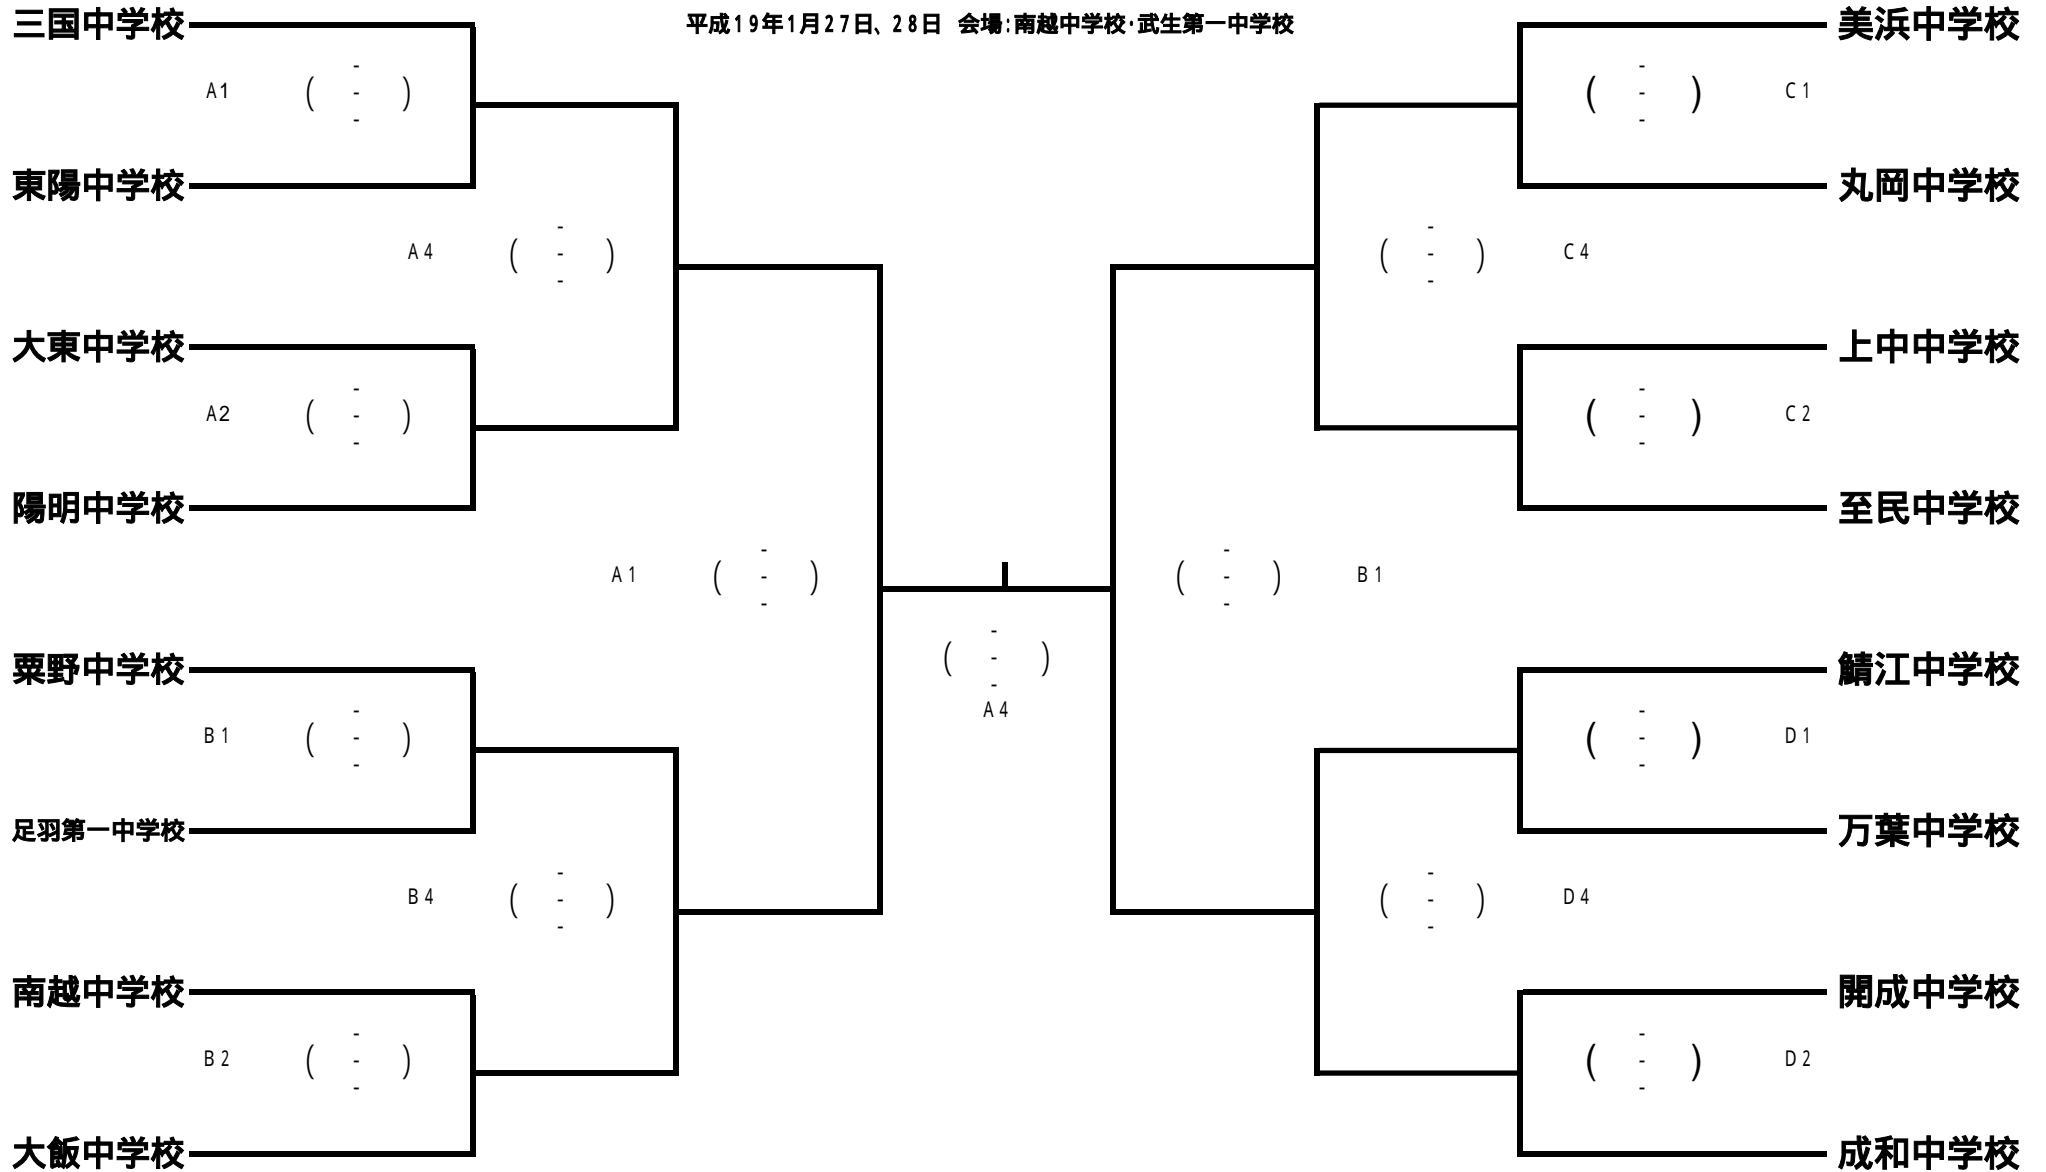 平成19年1月27日、28日 会場:南越中学校・武生第一中学校
三国中学校
A1 ( - - - )
東陽中学校
A4 ( - - - )
大東中学校
A2 ( - - - )
陽明中学校
A1 ( - - - )
粟野中学校
B1 ( - - - )
足羽第一中学校
B4 ( - - - )
南越中学校
B2 ( - - - )
大飯中学校
( - - - )
A4
美浜中学校
( - - - ) C1
丸岡中学校
( - - - ) C4
上中中学校
( - - - ) C2
至民中学校
( - - - ) B1
鯖江中学校
( - - - ) D1
万葉中学校
( - - - ) D4
開成中学校
( - - - ) D2
成和中学校